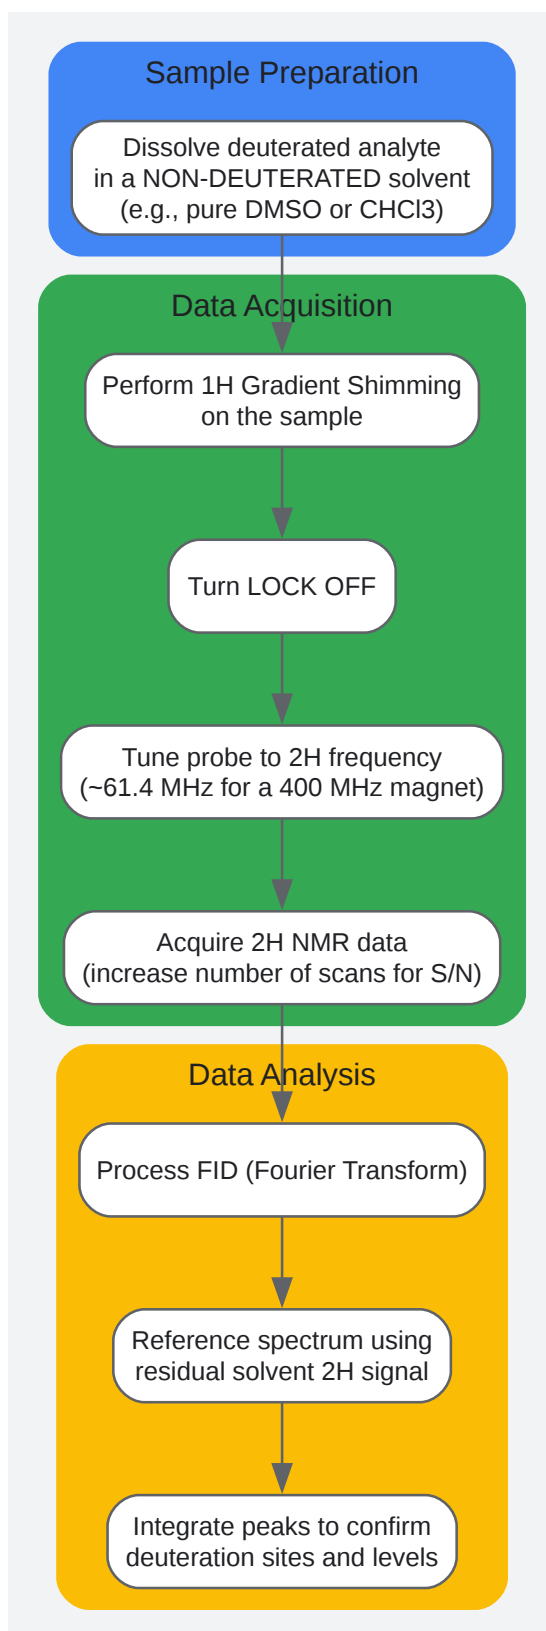 Sample Preparation
Dissolve deuterated analyte
in a NON-DEUTERATED solvent
(e.g., pure DMSO or CHCl3)
Data Acquisition
Perform 1H Gradient Shimming
on the sample
Turn LOCK OFF
Tune probe to 2H frequency
(~61.4 MHz for a 400 MHz magnet)
Acquire 2H NMR data
(increase number of scans for S/N)
Data Analysis
Process FID (Fourier Transform)
Reference spectrum using
residual solvent 2H signal
Integrate peaks to confirm
deuteration sites and levels